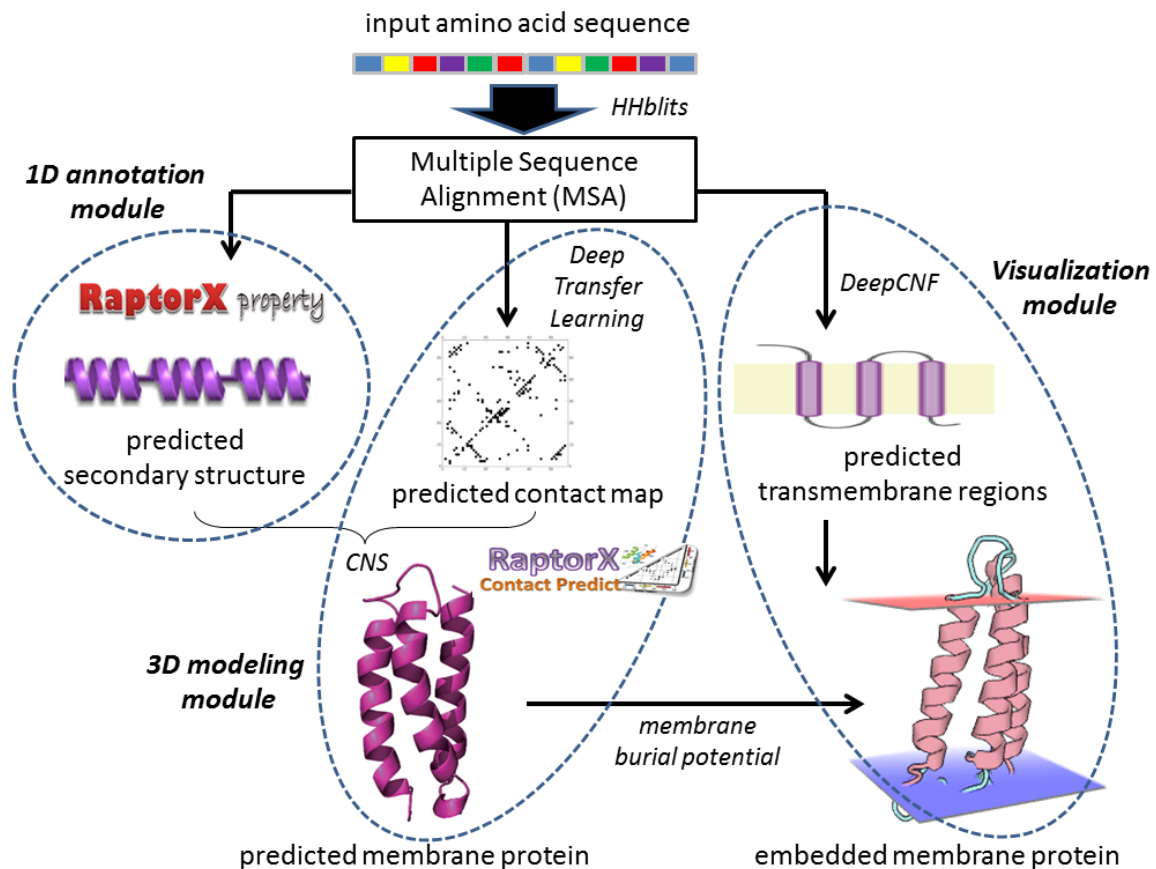 input amino acid sequence
HHblits
Multiple Sequence
Alignment (MSA)
1D annotation
module
RaptorX property
predicted
secondary structure
Deep
Transfer
Learning
predicted contact map
DeepCNF
Visualization
module
predicted
transmembrane regions
CNS
RaptorX
Contact Predict
3D modeling
module
membrane
burial potential
predicted membrane protein
embedded membrane protein